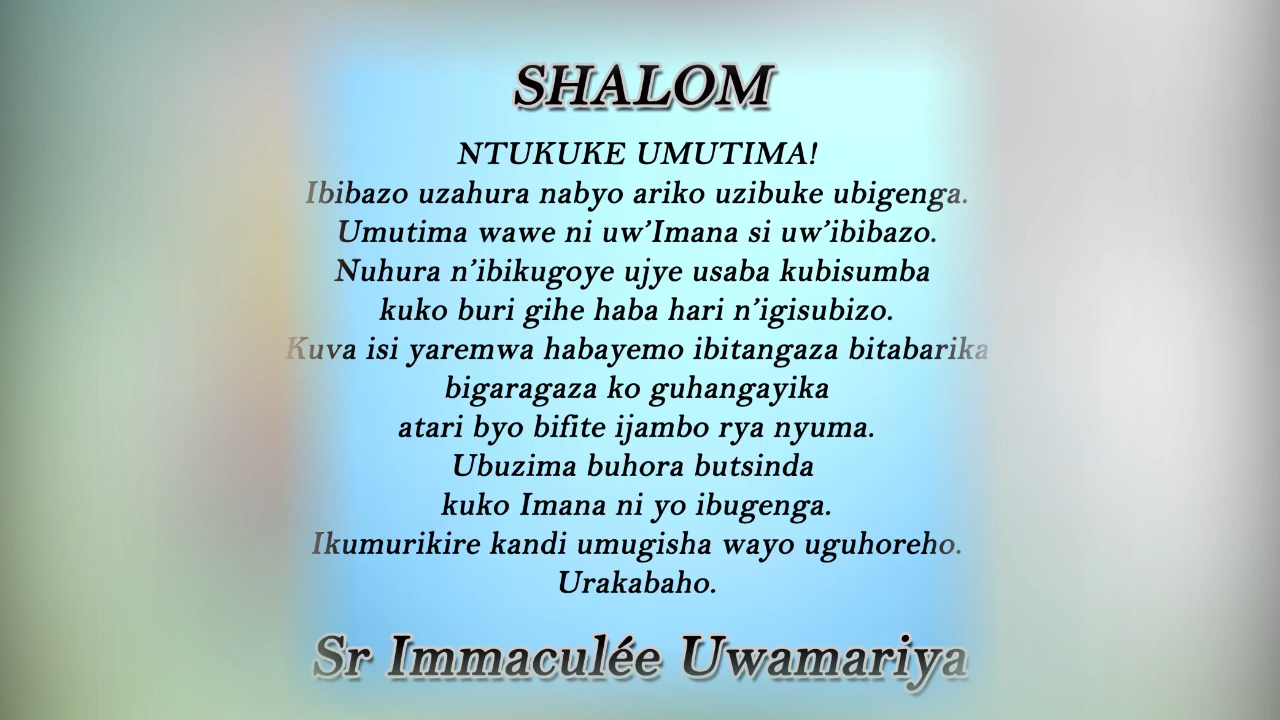 SHALOM
NTUKUKE UMUTIMA!
Ibibazo uzahura nabyo ariko uzibuke ubigenga.
Umutima wawe ni uw’Imana si uw’ibibazo.
Nuhura n’ibikugoye ujye usaba kubisumba
kuko buri gihe haba hari n’igisubizo.
Kuva isi yaremwa habayemo ibitangaza bitabarika
bigaragaza ko guhangayika
atari byo bifite ijambo rya nyuma.
Ubuzima buhora butsinda
kuko Imana ni yo ibugenga.
Ikumurikire kandi umugisha wayo uguhoreho.
Urakabaho.
Sr Immaculée Uwamariya